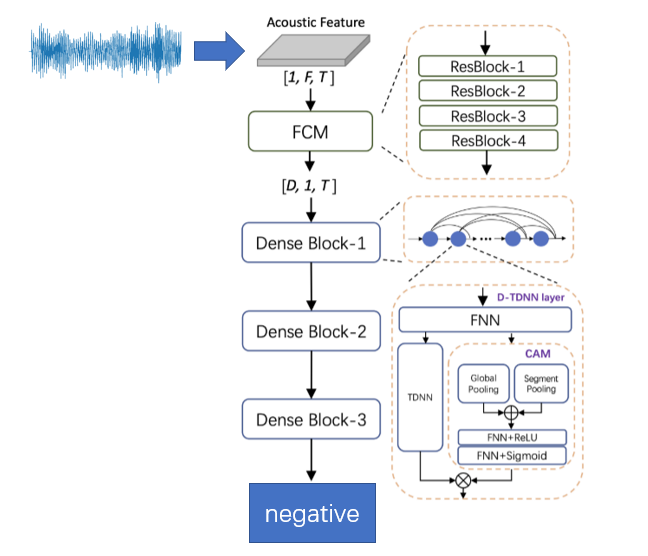 Acoustic Feature
[1, F, T]
FCM
[D, 1, T]
Dense Block-1
Dense Block-2
Dense Block-3
negative
ResBlock-1
ResBlock-2
ResBlock-3
ResBlock-4
D-TDNN layer
FNN
TDNN
CAM
Global
Pooling
Segment
Pooling
FNN+ReLU
FNN+Sigmoid